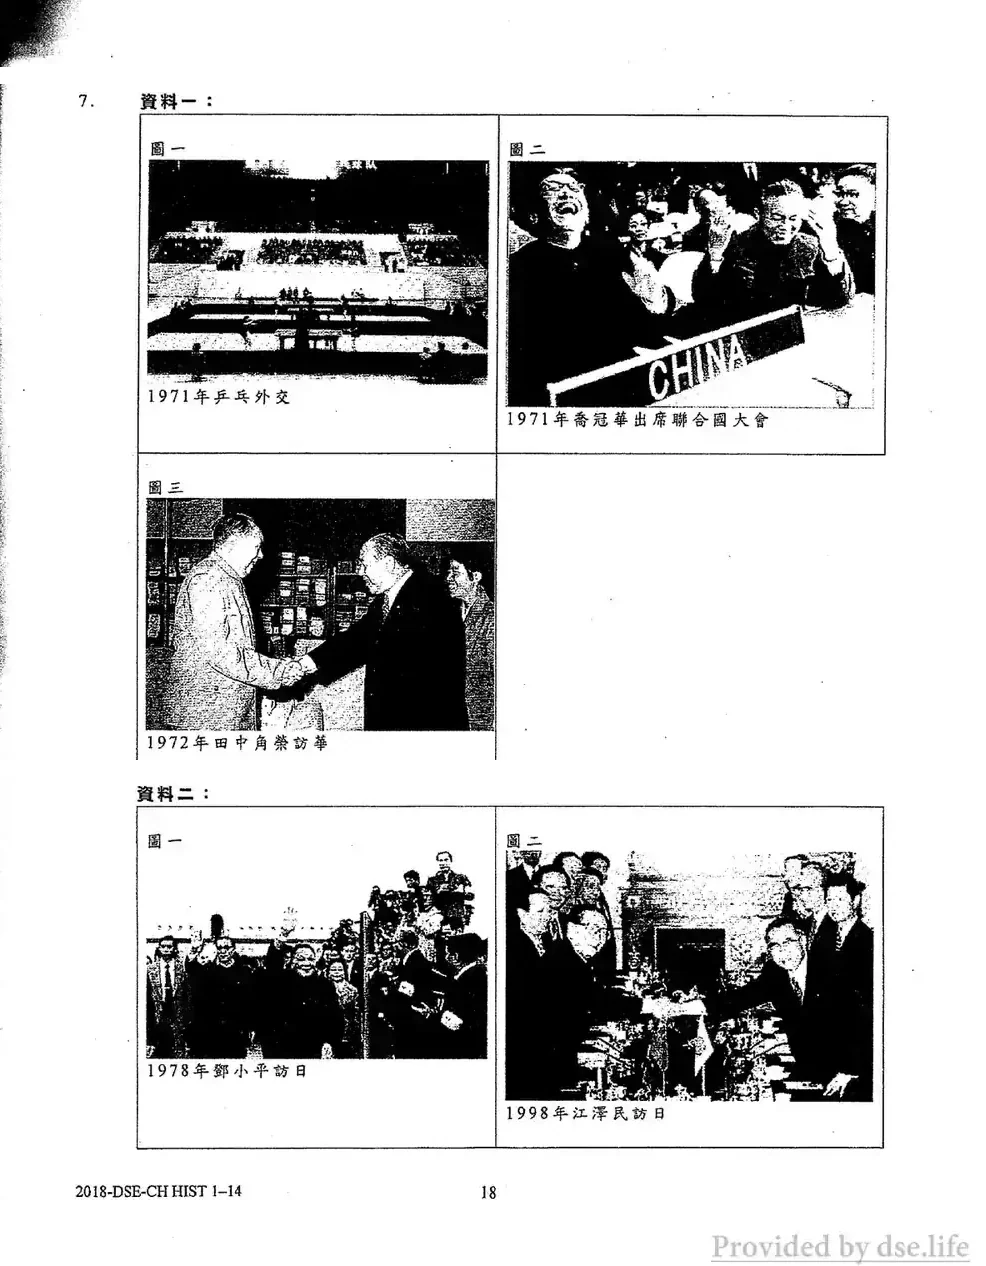 7.
資料一：
圖一
圖二
CHINA
1971年乒乓外交
1971年喬冠華出席聯合國大會
圖三
1972年田中角榮訪華
資料二：
圖一
圖二
1978年鄧小平訪日
1998年江澤民訪日
2018-DSE-CH HIST 1–14
18
Provided by dse.life